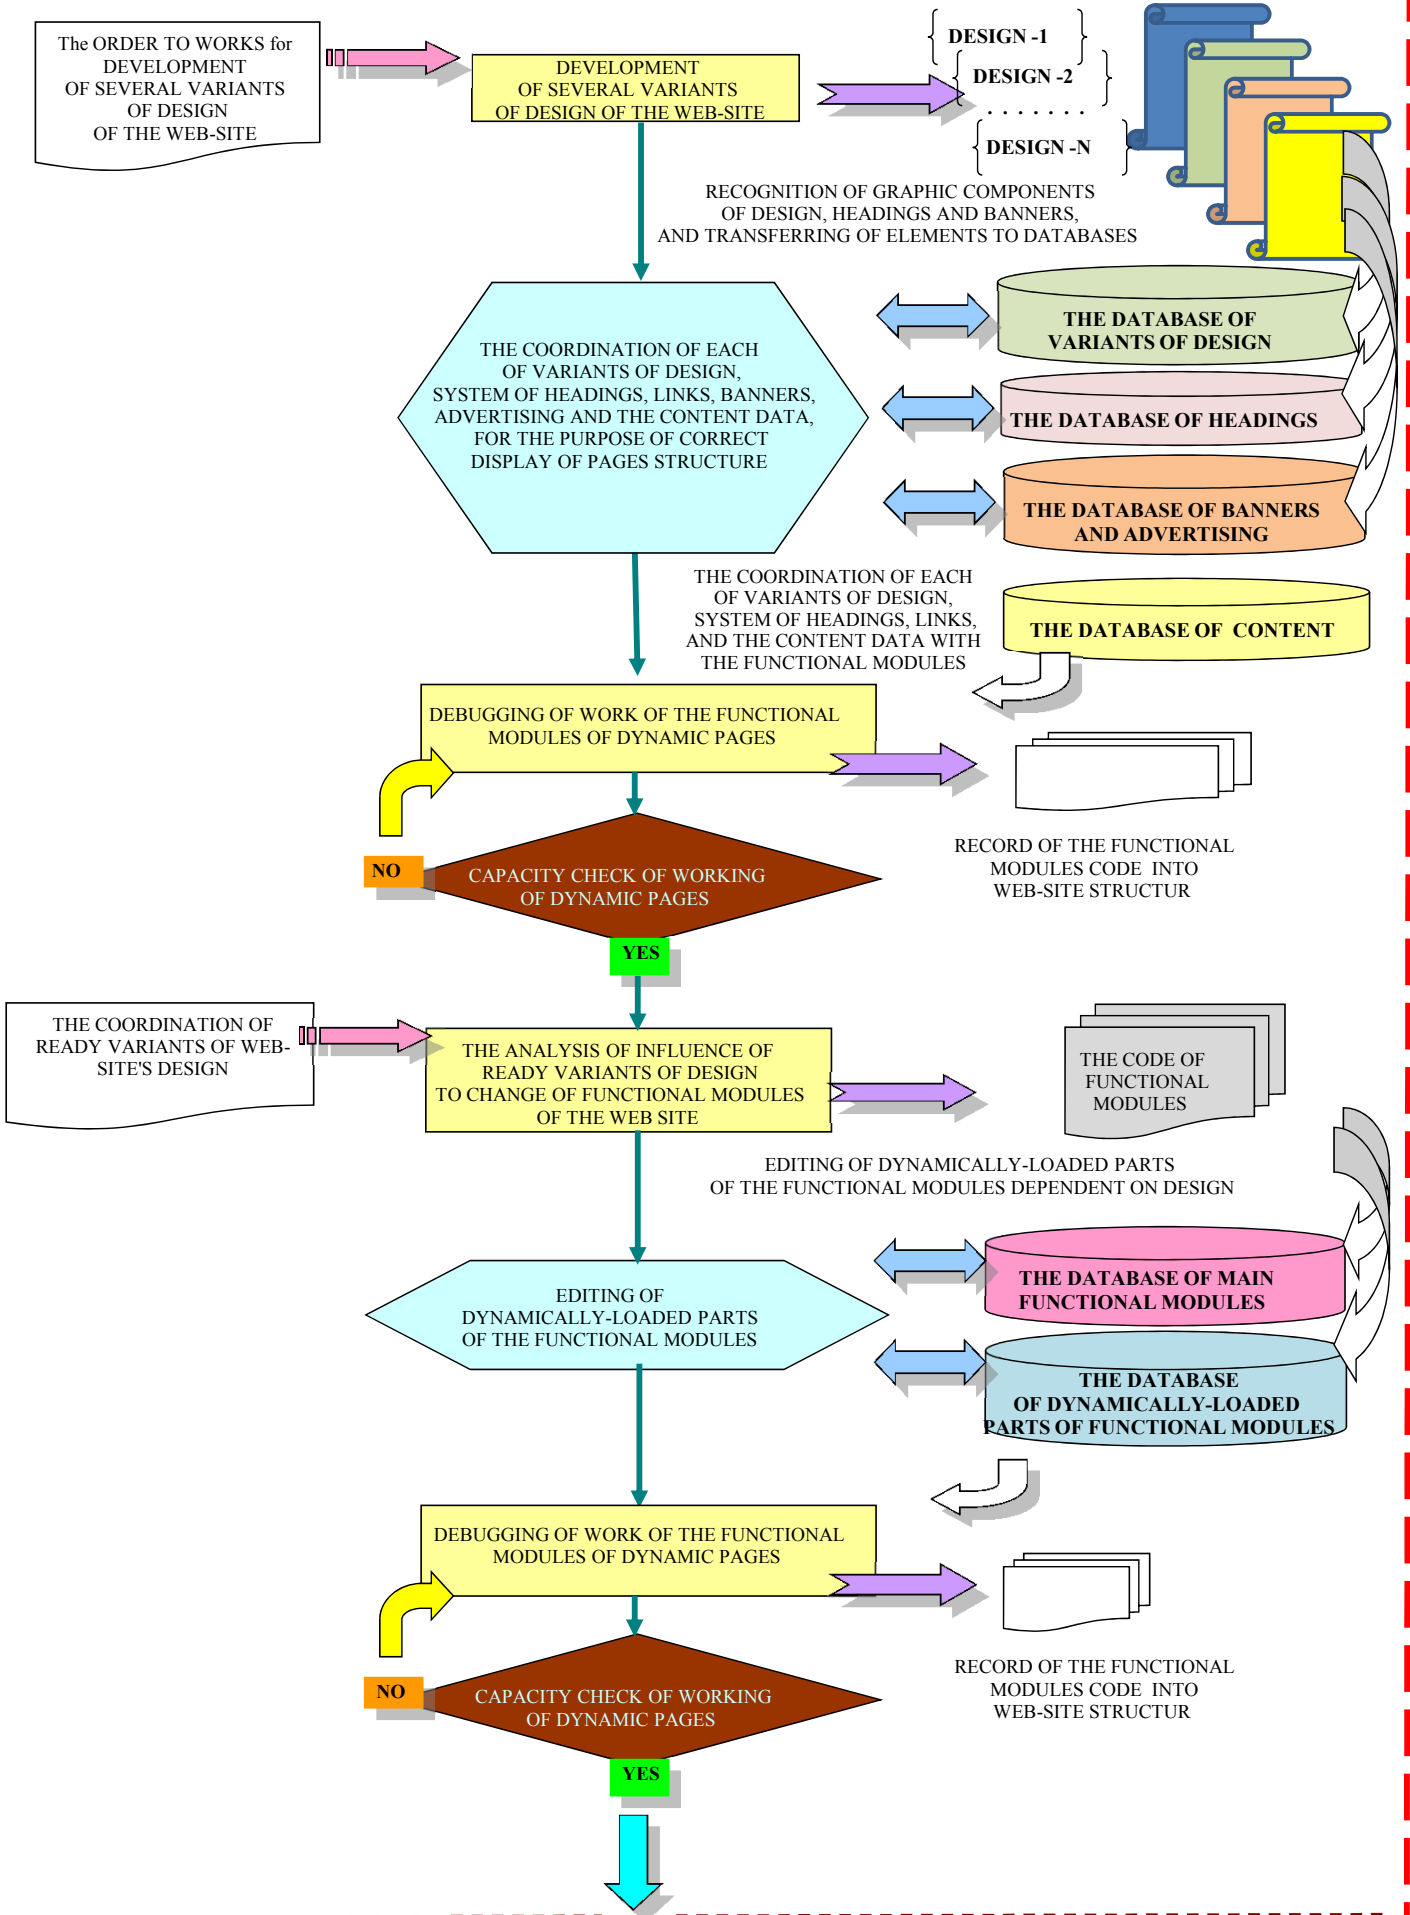 The ORDER TO WORKS for
DEVELOPMENT
OF SEVERAL VARIANTS
OF DESIGN
OF THE WEB-SITE
DEVELOPMENT
OF SEVERAL VARIANTS
OF DESIGN OF THE WEB-SITE
DESIGN -1
DESIGN -2
. . . . . . .
DESIGN -N
RECOGNITION OF GRAPHIC COMPONENTS
OF DESIGN, HEADINGS AND BANNERS,
AND TRANSFERRING OF ELEMENTS TO DATABASES
THE COORDINATION OF EACH
OF VARIANTS OF DESIGN,
SYSTEM OF HEADINGS, LINKS, BANNERS,
ADVERTISING AND THE CONTENT DATA,
FOR THE PURPOSE OF CORRECT
DISPLAY OF PAGES STRUCTURE
THE DATABASE OF
VARIANTS OF DESIGN
THE DATABASE OF HEADINGS
THE DATABASE OF BANNERS
AND ADVERTISING
THE COORDINATION OF EACH
OF VARIANTS OF DESIGN,
SYSTEM OF HEADINGS, LINKS,
AND THE CONTENT DATA WITH
THE FUNCTIONAL MODULES
THE DATABASE OF CONTENT
DEBUGGING OF WORK OF THE FUNCTIONAL
MODULES OF DYNAMIC PAGES
NO
CAPACITY CHECK OF WORKING
OF DYNAMIC PAGES
RECORD OF THE FUNCTIONAL
MODULES CODE INTO
WEB-SITE STRUCTUR
YES
THE COORDINATION OF
READY VARIANTS OF WEB-
SITE'S DESIGN
THE ANALYSIS OF INFLUENCE OF
READY VARIANTS OF DESIGN
TO CHANGE OF FUNCTIONAL MODULES
OF THE WEB SITE
THE CODE OF
FUNCTIONAL
MODULES
EDITING OF DYNAMICALLY-LOADED PARTS
OF THE FUNCTIONAL MODULES DEPENDENT ON DESIGN
EDITING OF
DYNAMICALLY-LOADED PARTS
OF THE FUNCTIONAL MODULES
THE DATABASE OF MAIN
FUNCTIONAL MODULES
THE DATABASE
OF DYNAMICALLY-LOADED
PARTS OF FUNCTIONAL MODULES
DEBUGGING OF WORK OF THE FUNCTIONAL
MODULES OF DYNAMIC PAGES
NO
CAPACITY CHECK OF WORKING
OF DYNAMIC PAGES
RECORD OF THE FUNCTIONAL
MODULES CODE INTO
WEB-SITE STRUCTUR
YES